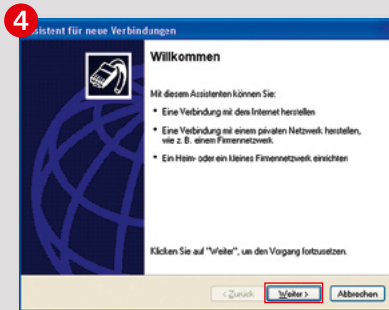 4
Assistent für neue Verbindungen
Willkommen
Mit diesem Assistenten können Sie:
• Eine Verbindung mit dem Internet herstellen
• Eine Verbindung mit einem privaten Netzwerk herstellen,
wie z. B. einem Firmennetzwerk
• Ein Heim- oder ein kleines Firmennetzwerk einrichten
Klicken Sie auf "Weiter", um den Vorgang fortzusetzen.
< Zurück Weiter > Abbrechen